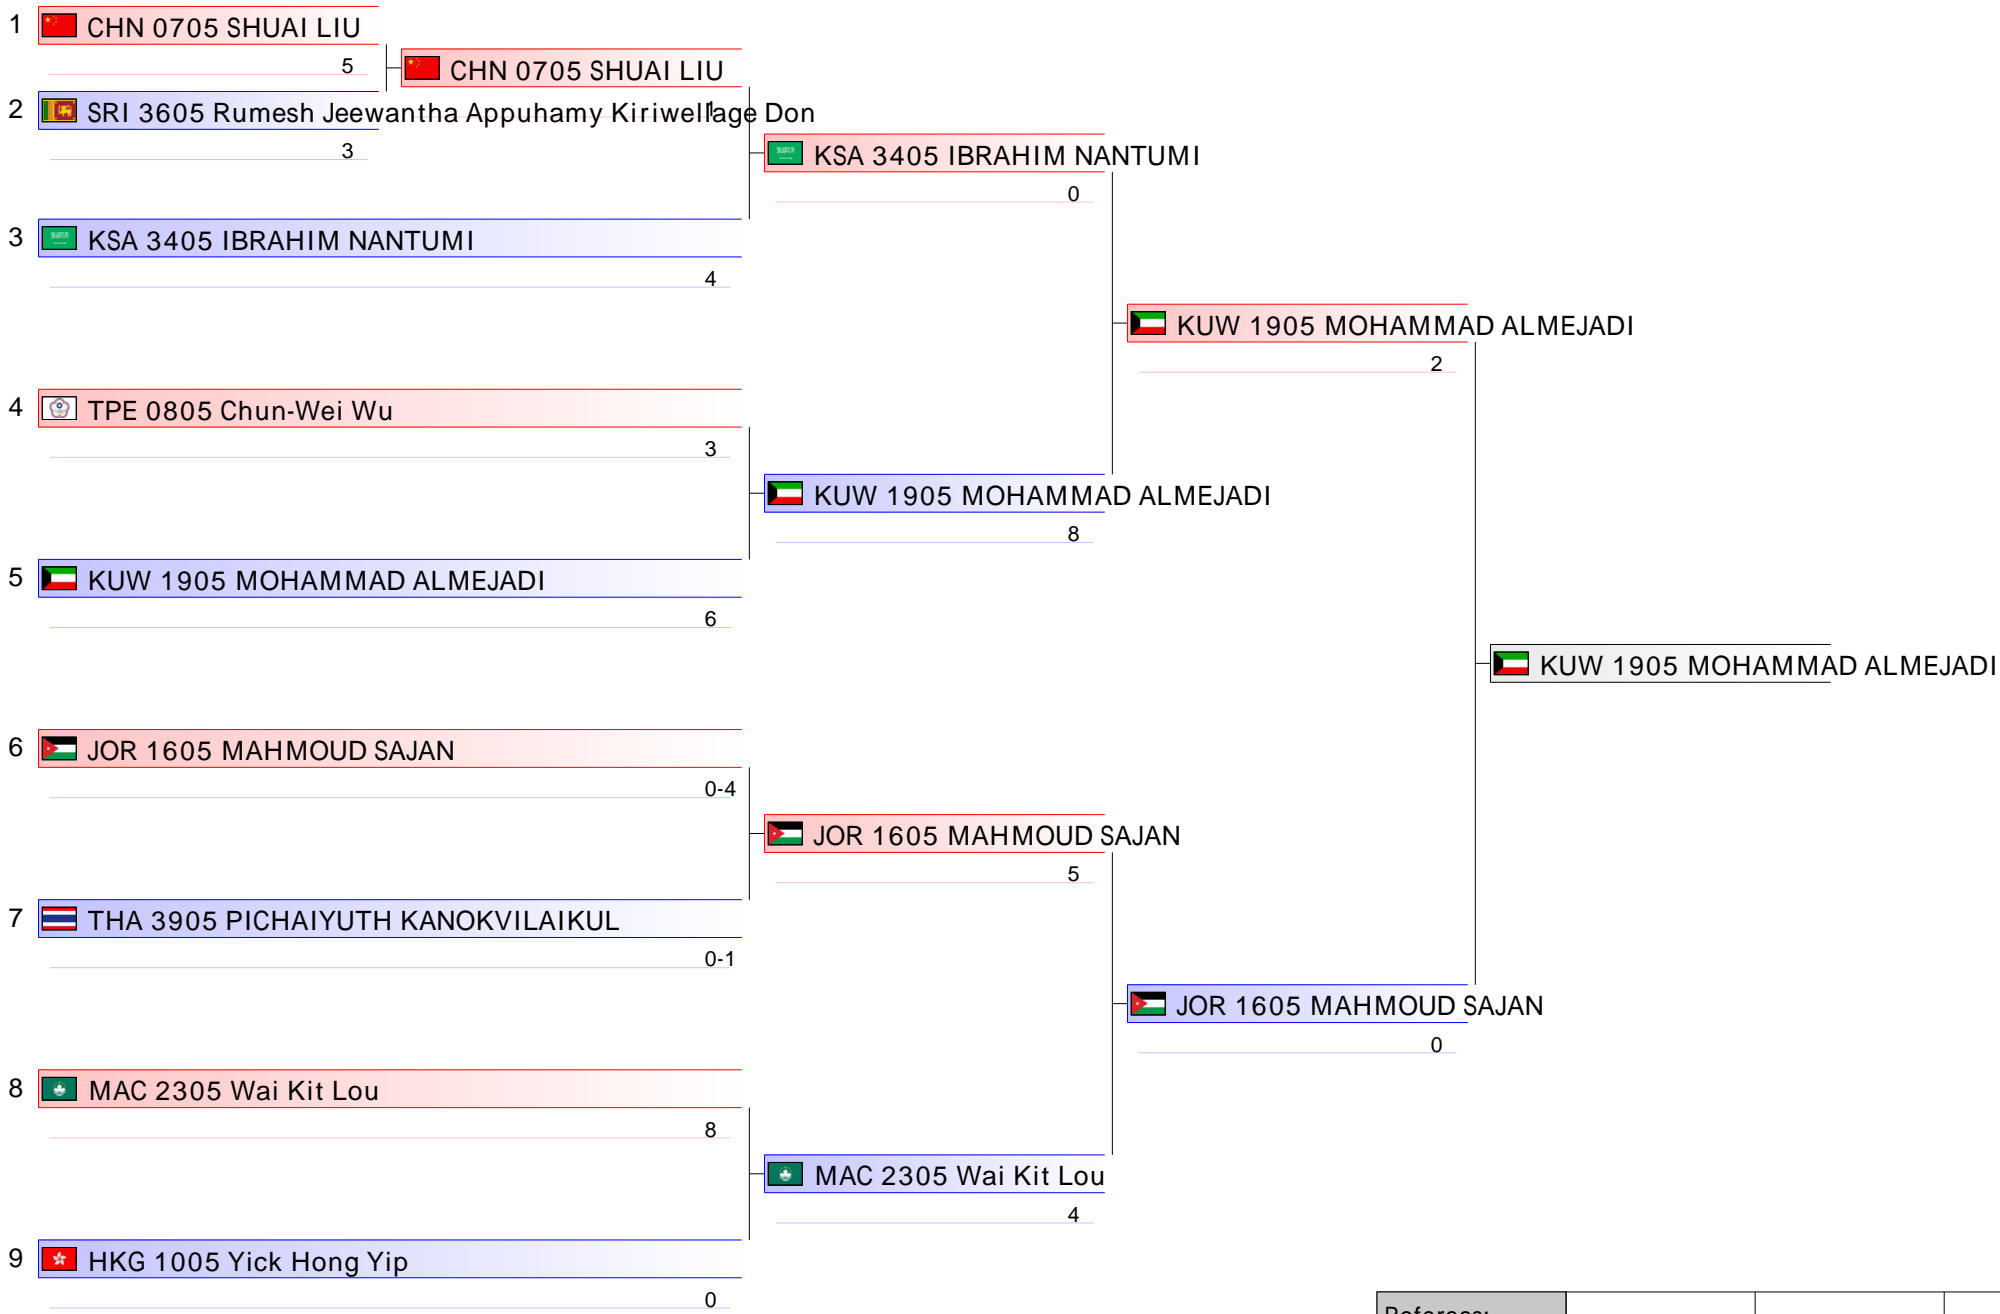 1 CHN 0705 SHUAI LIU
5
CHN 0705 SHUAI LIU
1
2 SRI 3605 Rumesh Jeewantha Appuhamy Kiriwellage Don
3
KSA 3405 IBRAHIM NANTUMI
0
3 KSA 3405 IBRAHIM NANTUMI
4
KUW 1905 MOHAMMAD ALMEJADI
2
4 TPE 0805 Chun-Wei Wu
3
KUW 1905 MOHAMMAD ALMEJADI
8
5 KUW 1905 MOHAMMAD ALMEJADI
6
KUW 1905 MOHAMMAD ALMEJADI
6 JOR 1605 MAHMOUD SAJAN
0-4
JOR 1605 MAHMOUD SAJAN
5
7 THA 3905 PICHAIYUTH KANOKVILAIKUL
0-1
JOR 1605 MAHMOUD SAJAN
0
8 MAC 2305 Wai Kit Lou
8
MAC 2305 Wai Kit Lou
4
9 HKG 1005 Yick Hong Yip
0
Referees: